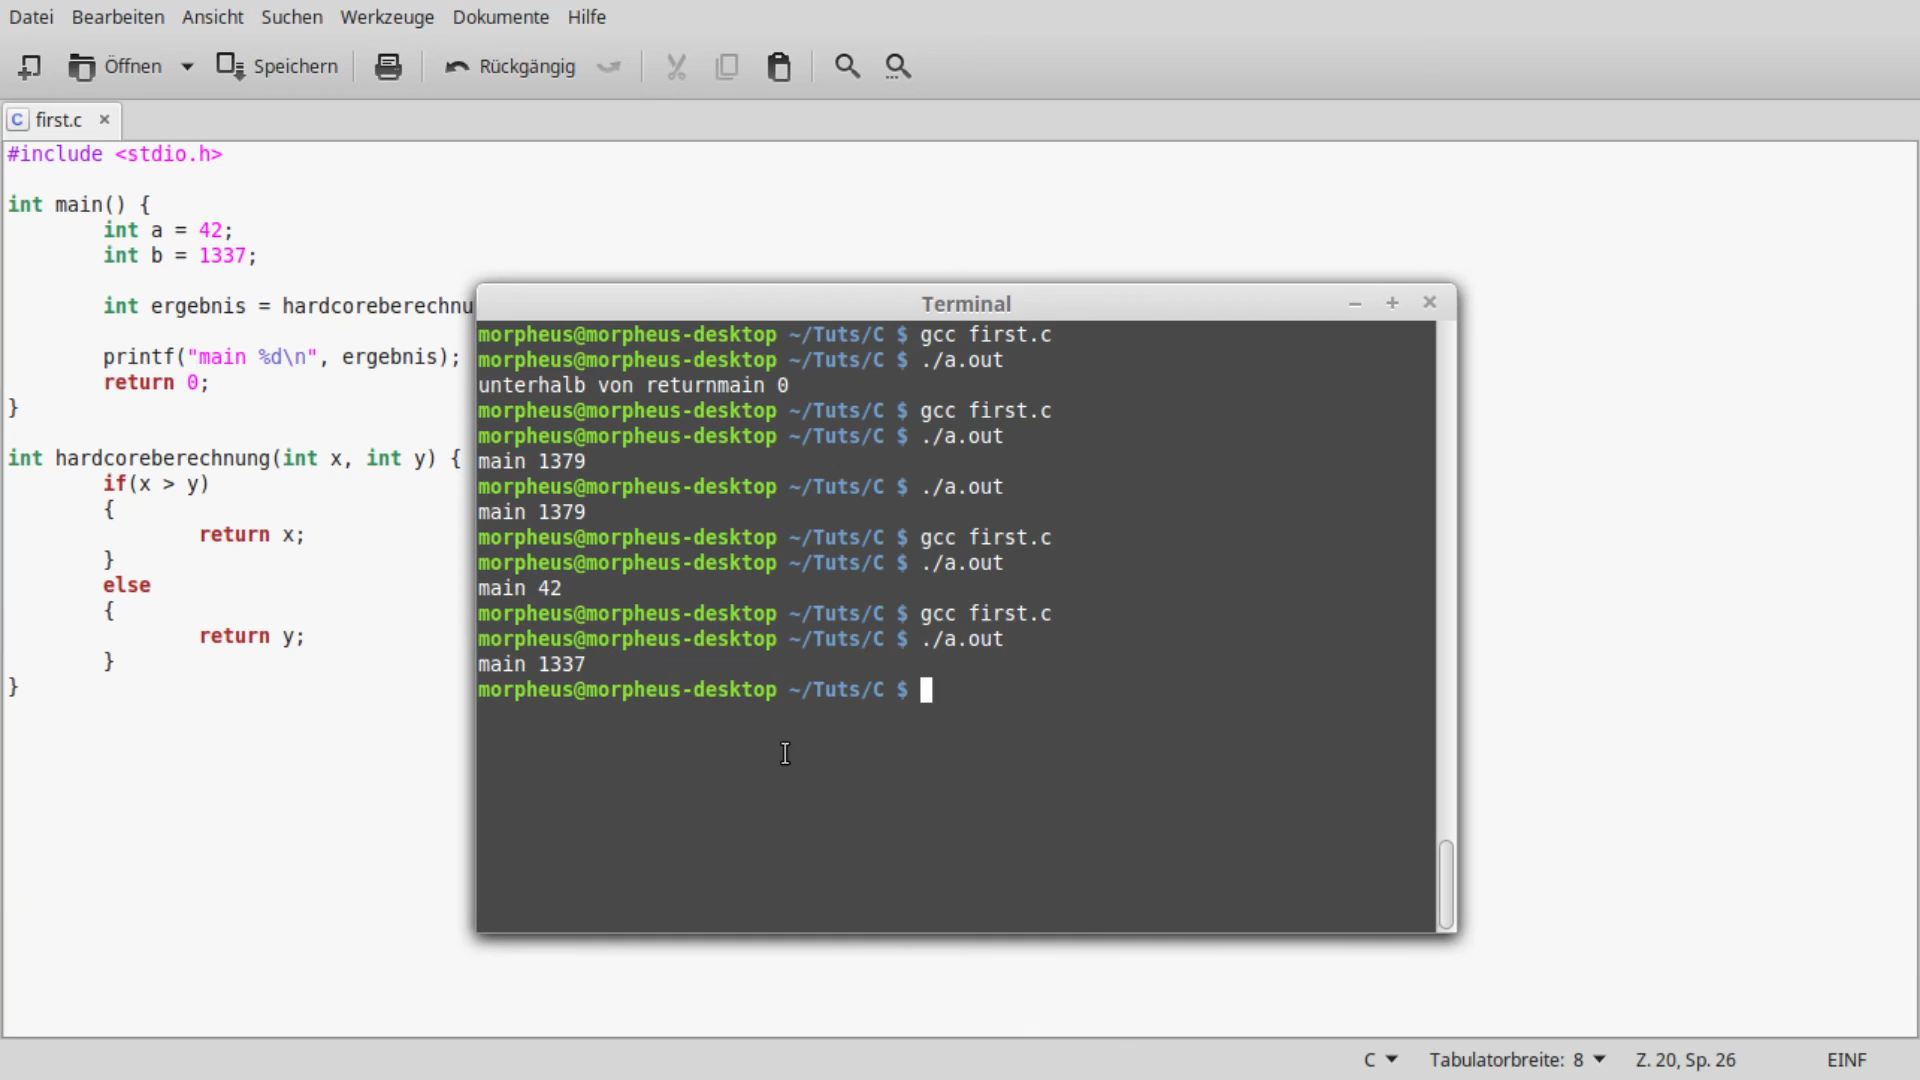 Datei Bearbeiten Ansicht Suchen Werkzeuge Dokumente Hilfe
Öffnen Speichern Rückgängig
C first.c ×
#include <stdio.h>
int main() {
int a = 42;
int b = 1337;
int ergebnis = hardcoreberechnu
printf("main %d\n", ergebnis);
return 0;
}
int hardcoreberechnung(int x, int y) {
if(x > y)
{
return x;
}
else
{
return y;
}
}
Terminal
morpheus@morpheus-desktop ~/Tuts/C $ gcc first.c
morpheus@morpheus-desktop ~/Tuts/C $ ./a.out
unterhalb von returnmain 0
morpheus@morpheus-desktop ~/Tuts/C $ gcc first.c
morpheus@morpheus-desktop ~/Tuts/C $ ./a.out
main 1379
morpheus@morpheus-desktop ~/Tuts/C $ ./a.out
main 1379
morpheus@morpheus-desktop ~/Tuts/C $ gcc first.c
morpheus@morpheus-desktop ~/Tuts/C $ ./a.out
main 42
morpheus@morpheus-desktop ~/Tuts/C $ gcc first.c
morpheus@morpheus-desktop ~/Tuts/C $ ./a.out
main 1337
morpheus@morpheus-desktop ~/Tuts/C $
C Tabulatorbreite: 8 Z. 20, Sp. 26 EINF